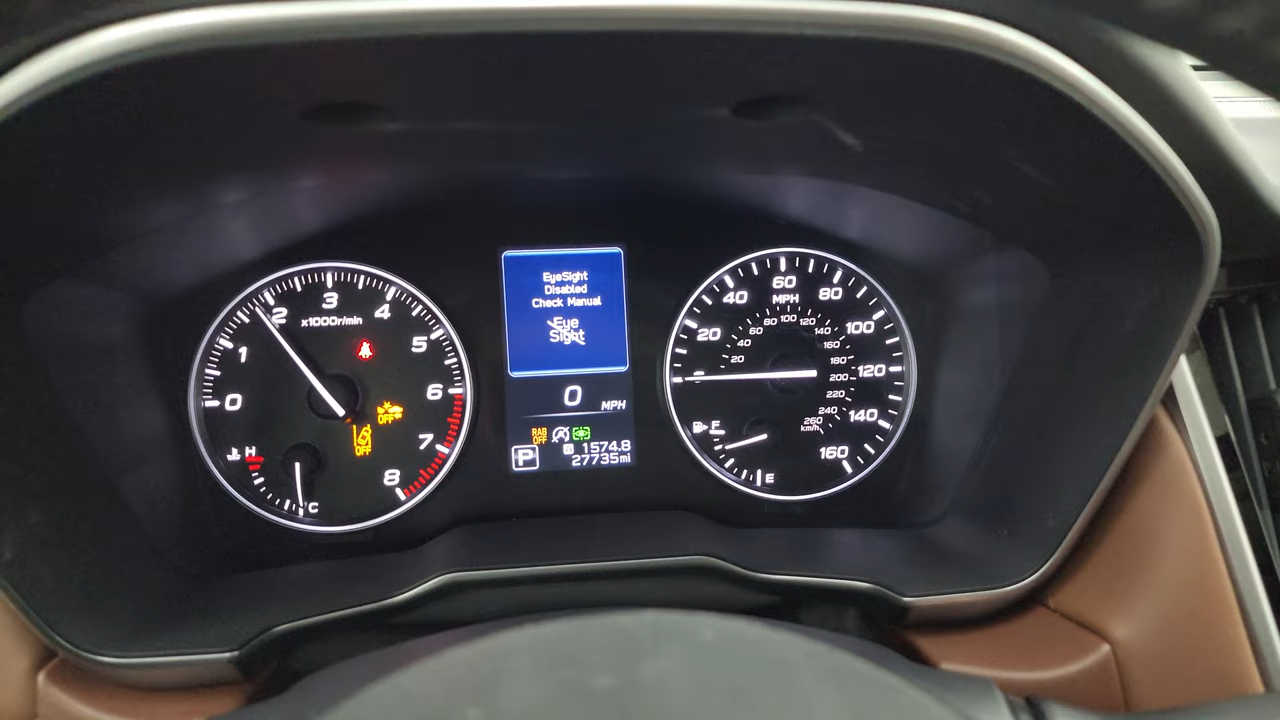 0
1
2
3
4
5
6
7
8
x1000r/min
OFF
OFF
H
C
EyeSight
Disabled
Check Manual
Eye
Sight
0 MPH
RAB
OFF
A
P
1574.8
27735mi
20
40
60
80
100
120
140
160
MPH
20
40
60
80
100
120
140
160
180
200
220
240
260
km/h
F
E